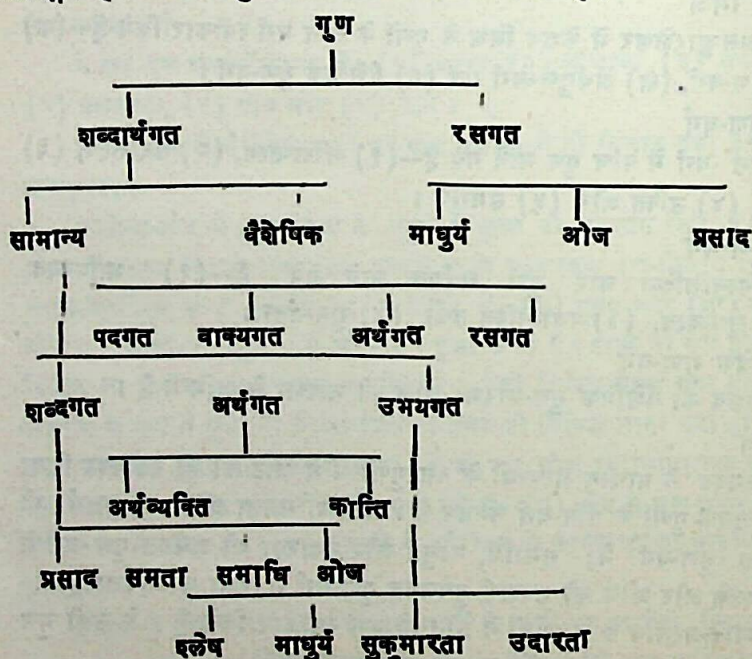 गुण
शब्दार्थगत रसगत
सामान्य वैशेषिक माधुर्य ओज प्रसाद
पदगत वाक्यगत अर्थगत रसगत
शब्दगत अर्थगत उभयगत
अर्थव्यक्ति कान्ति
प्रसाद समता समाधि ओज
श्लेष माधुर्य सुकुमारता उदारता